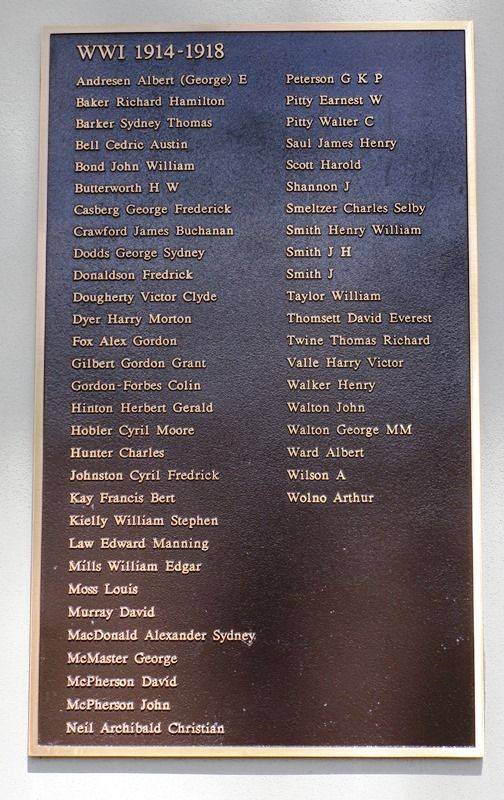 WWI 1914-1918
Andresen Albert (George) E
Baker Richard Hamilton
Barker Sydney Thomas
Bell Cedric Austin
Bond John William
Butterworth H W
Casberg George Frederick
Crawford James Buchanan
Dodds George Sydney
Donaldson Fredrick
Dougherty Victor Clyde
Dyer Harry Morton
Fox Alex Gordon
Gilbert Gordon Grant
Gordon-Forbes Colin
Hinton Herbert Gerald
Hobler Cyril Moore
Hunter Charles
Johnston Cyril Fredrick
Kay Francis Bert
Kielly William Stephen
Law Edward Manning
Mills William Edgar
Moss Louis
Murray David
MacDonald Alexander Sydney
McMaster George
McPherson David
McPherson John
Neil Archibald Christian
Peterson G K P
Pitty Earnest W
Pitty Walter C
Saul James Henry
Scott Harold
Shannon J
Smeltzer Charles Selby
Smith Henry William
Smith J H
Smith J
Taylor William
Thomsett David Everest
Twine Thomas Richard
Valle Harry Victor
Walker Henry
Walton John
Walton George MM
Ward Albert
Wilson A
Wolno Arthur